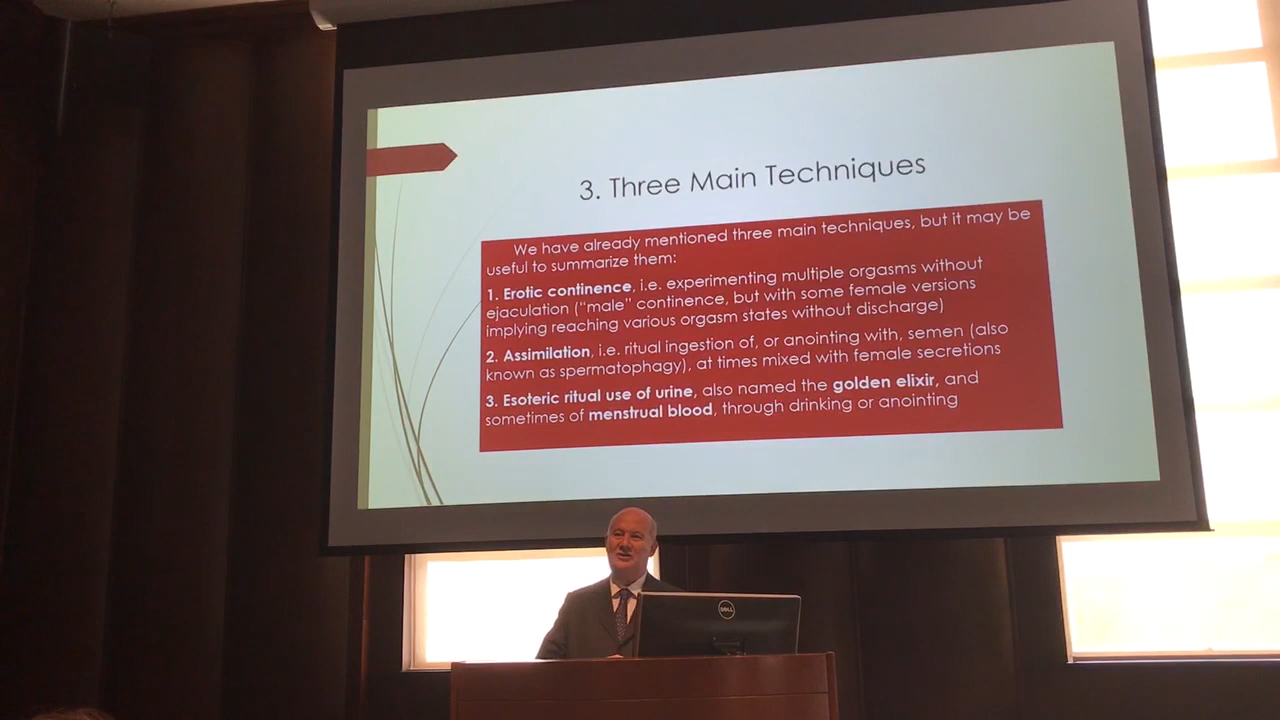 3. Three Main Techniques
We have already mentioned three main techniques, but it may be
useful to summarize them:
1. Erotic continence, i.e. experimenting multiple orgasms without
ejaculation (“male” continence, but with some female versions
implying reaching various orgasm states without discharge)
2. Assimilation, i.e. ritual ingestion of, or anointing with, semen (also
known as spermatophagy), at times mixed with female secretions
3. Esoteric ritual use of urine, also named the golden elixir, and
sometimes of menstrual blood, through drinking or anointing
DELL